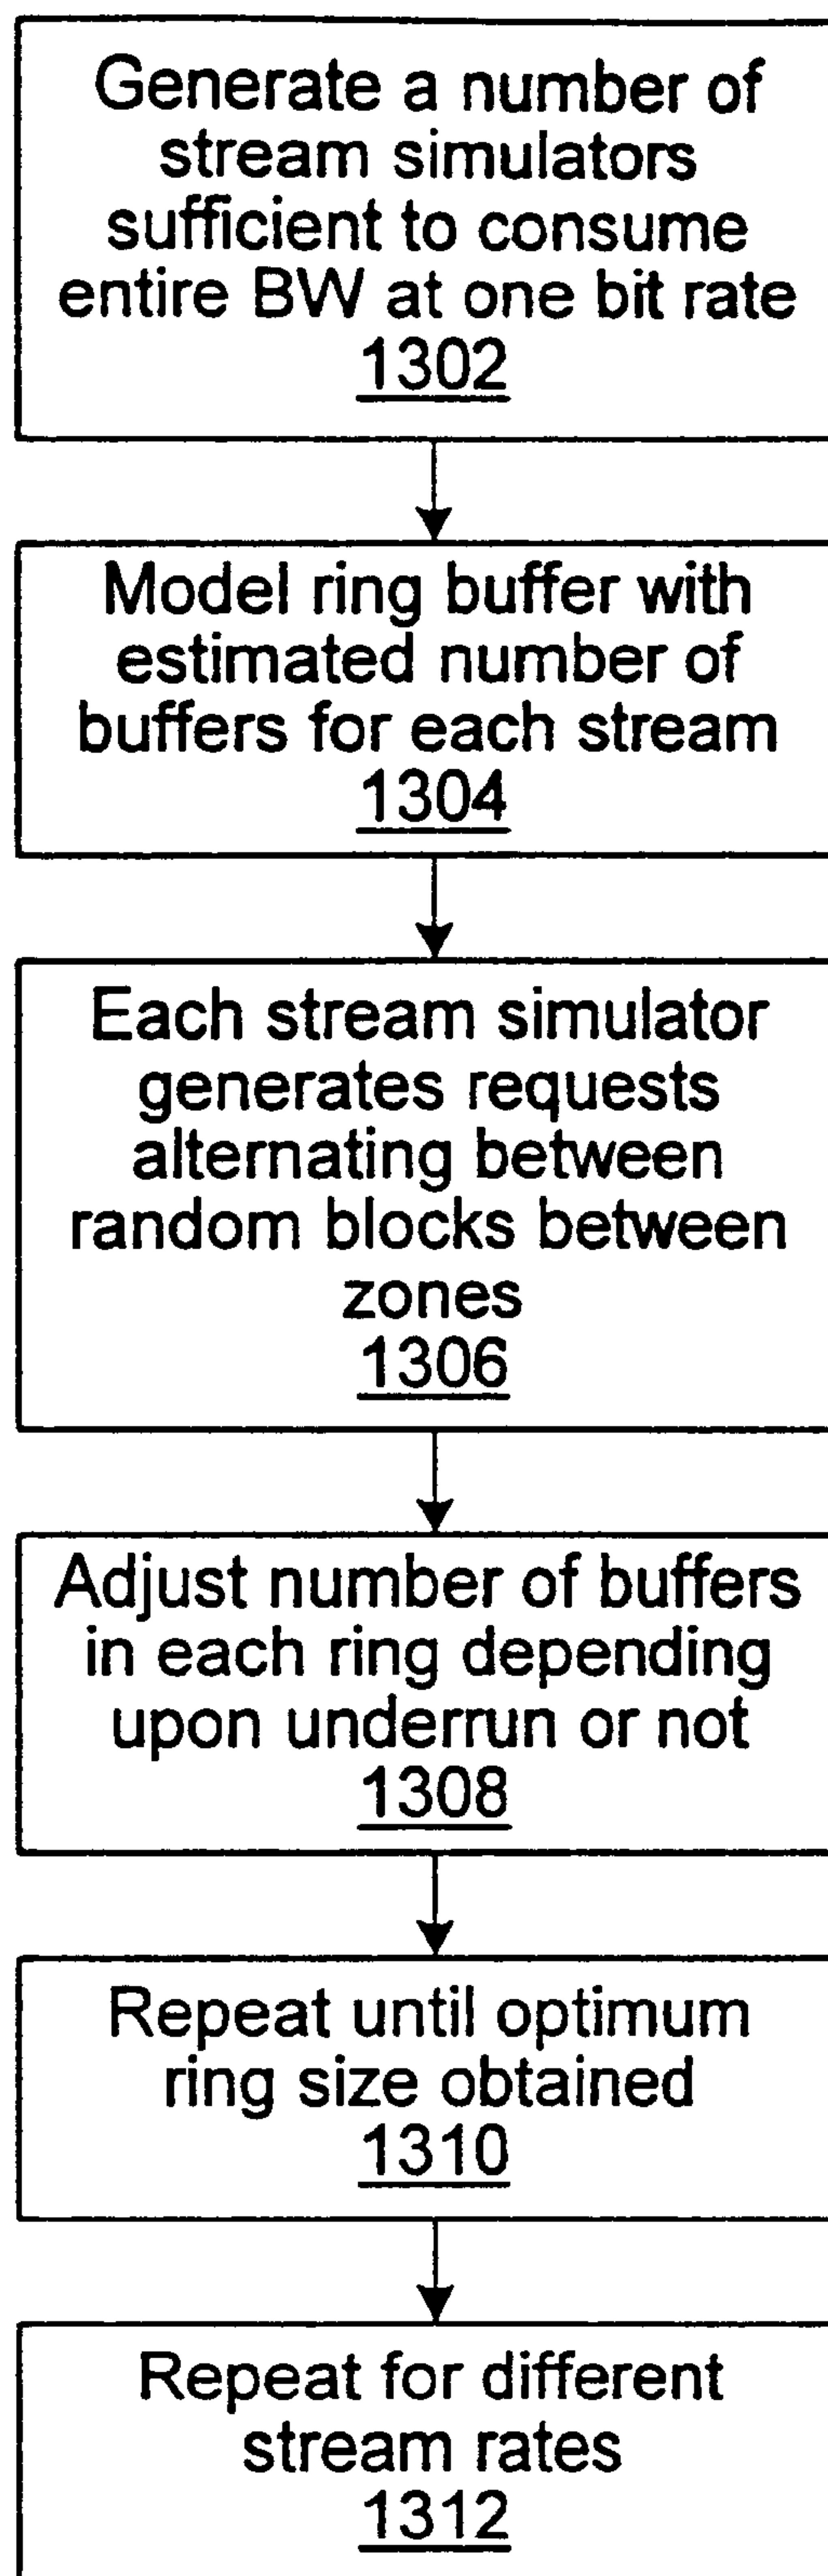 Generate a number of
stream simulators
sufficient to consume
entire BW at one bit rate
1302
Model ring buffer with
estimated number of
buffers for each stream
1304
Each stream simulator
generates requests
alternating between
random blocks between
zones
1306
Adjust number of buffers
in each ring depending
upon underrun or not
1308
Repeat until optimum
ring size obtained
1310
Repeat for different
stream rates
1312